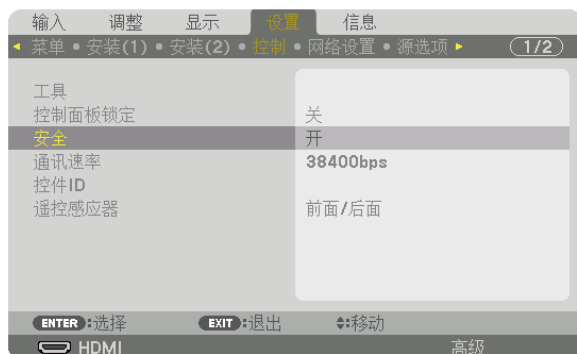 输入 调整 显示 设置 信息
◂ 菜单 • 安装(1) • 安装(2) • 控制 • 网络设置 • 源选项 ▸ 1/2
工具
控制面板锁定 关
安全 开
通讯速率 38400bps
控件ID
遥控感应器 前面/后面
ENTER :选择 EXIT :退出 :移动
HDMI 高级